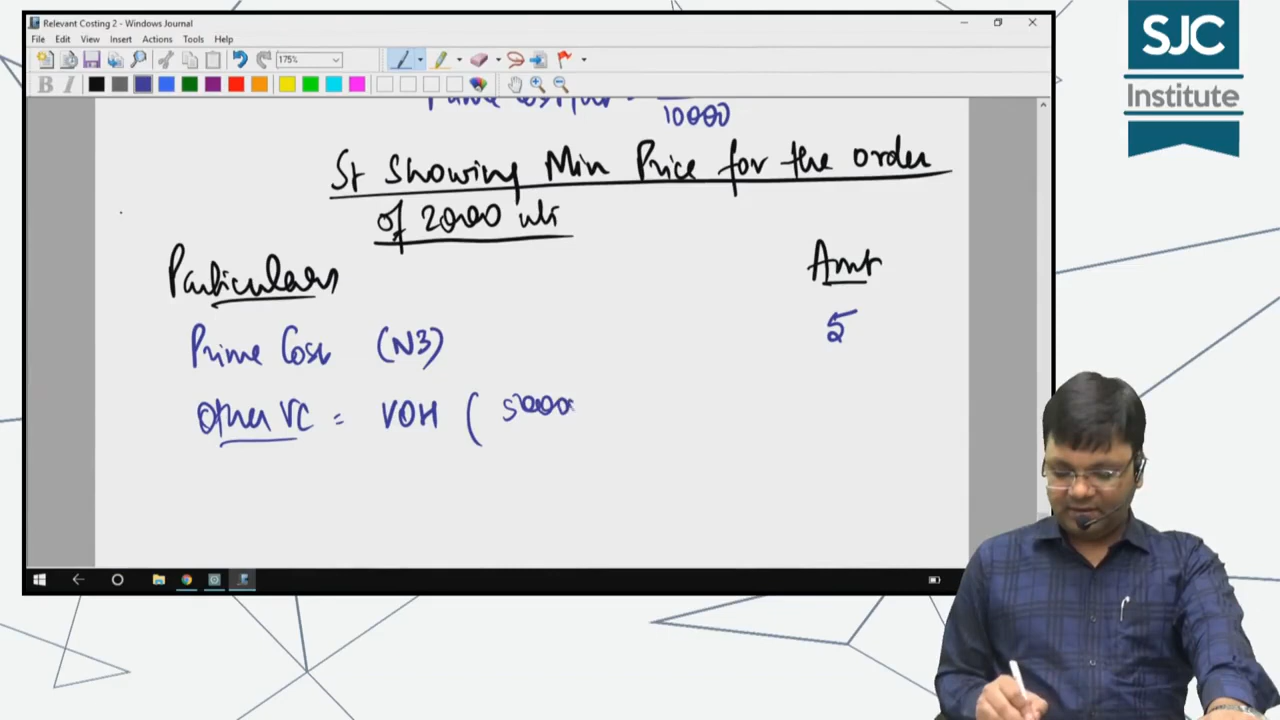 Relevant Costing 2 - Windows Journal
File Edit View Insert Actions Tools Help
175%
B I
10000
St Showing Min Price for the order
of 2000 uts
Particulars
Amt
Prime Cost (N3)
5
Other VC = VOH ( 5000
SJC
Institute